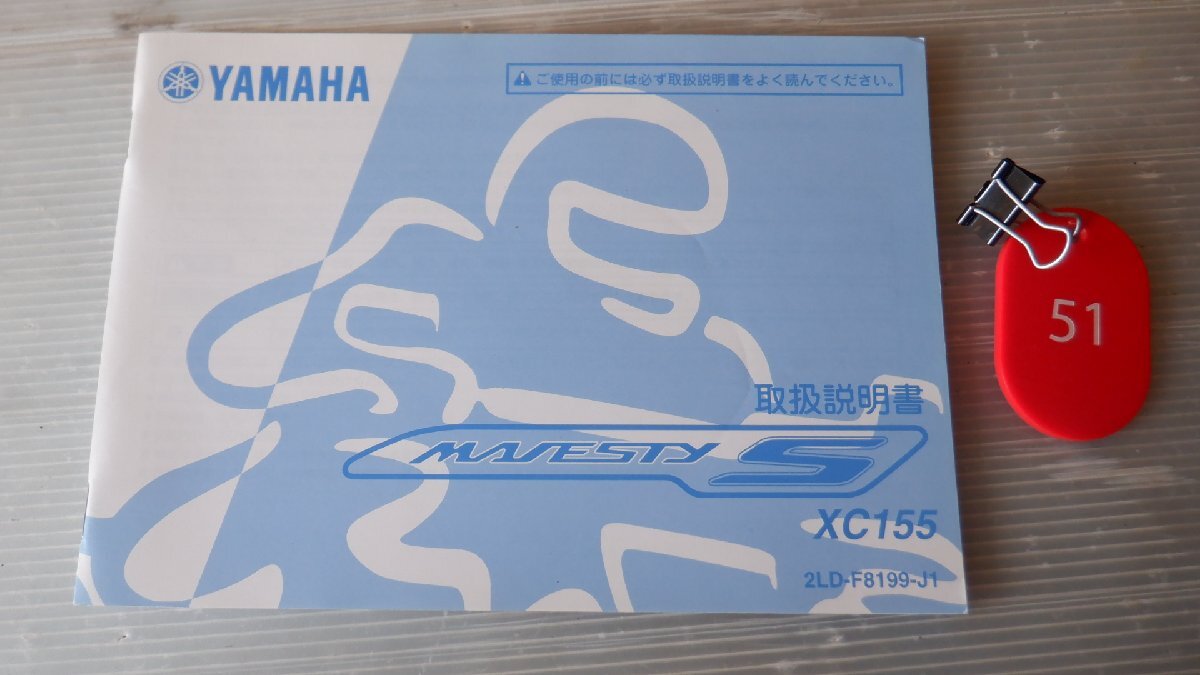 YAMAHA
ご使用の前には必ず取扱説明書をよく読んでください。
取扱説明書
MAJESTY S
XC155
2LD-F8199-J1
51